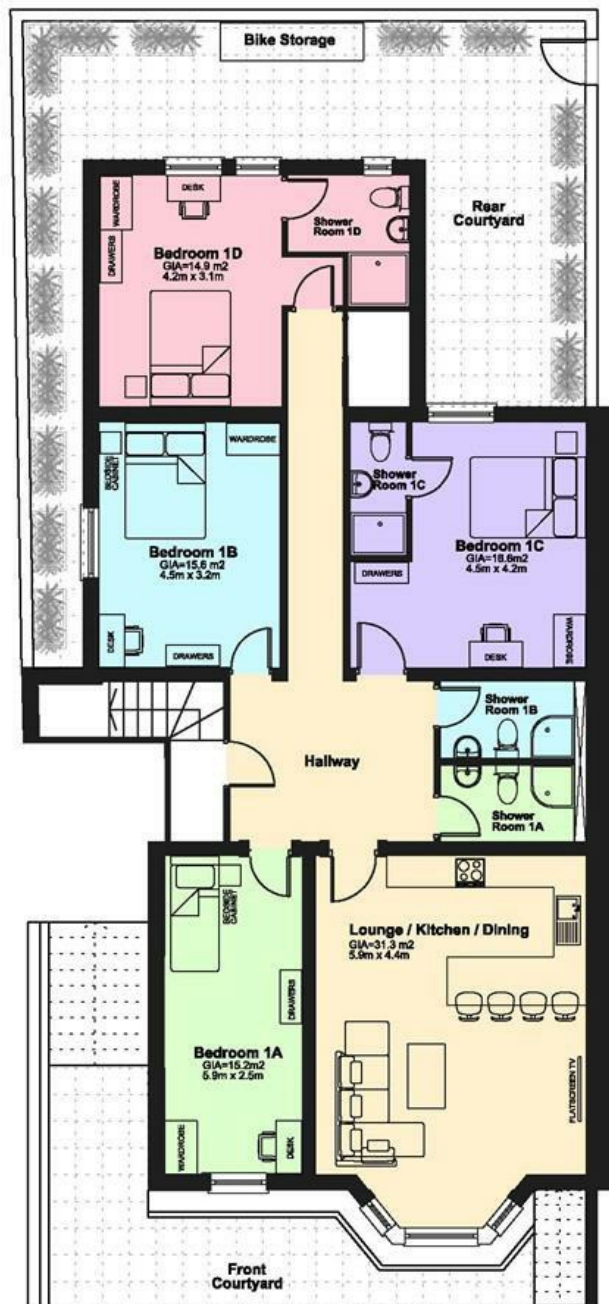 Bike Storage
Rear
Courtyard
DESK
WARDROBE
DRAWERS
Shower
Room 1D
Bedroom 1D
GIA=14.9 m2
4.2m x 3.1m
BEDSIDE
CABINET
WARDROBE
Bedroom 1B
GIA=15.6 m2
4.5m x 3.2m
DESK
DRAWERS
Shower
Room 1C
Bedroom 1C
GIA=18.6m2
4.5m x 4.2m
DRAWERS
DESK
WARDROBE
Shower
Room 1B
Hallway
Shower
Room 1A
BEDSIDE
CABINET
Lounge / Kitchen / Dining
GIA=31.3 m2
5.9m x 4.4m
DRAWERS
Bedroom 1A
GIA=15.2m2
5.9m x 2.5m
FLATSCREEN TV
WARDROBE
DESK
Front
Courtyard